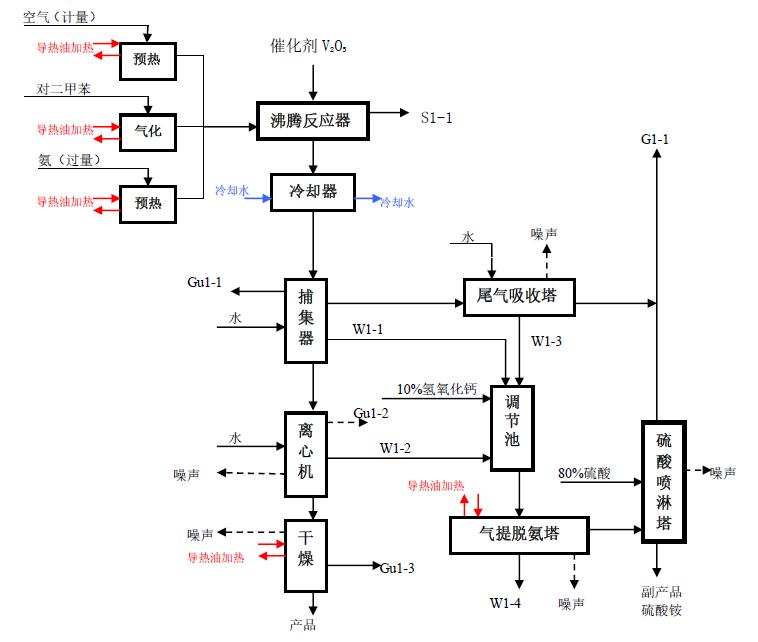 空气（计量）
导热油加热
预热
催化剂 V₂O₅
对二甲苯
导热油加热
气化
沸腾反应器
S1-1
氨（过量）
导热油加热
预热
冷却水
冷却器
冷却水
G1-1
水
噪声
Gu1-1
捕集器
尾气吸收塔
水
W1-1
W1-3
10%氢氧化钙
调节池
Gu1-2
水
离心机
W1-2
噪声
硫酸喷淋塔
噪声
80%硫酸
导热油加热
噪声
干燥
导热油加热
Gu1-3
气提脱氨塔
W1-4
噪声
副产品
硫酸铵
产品